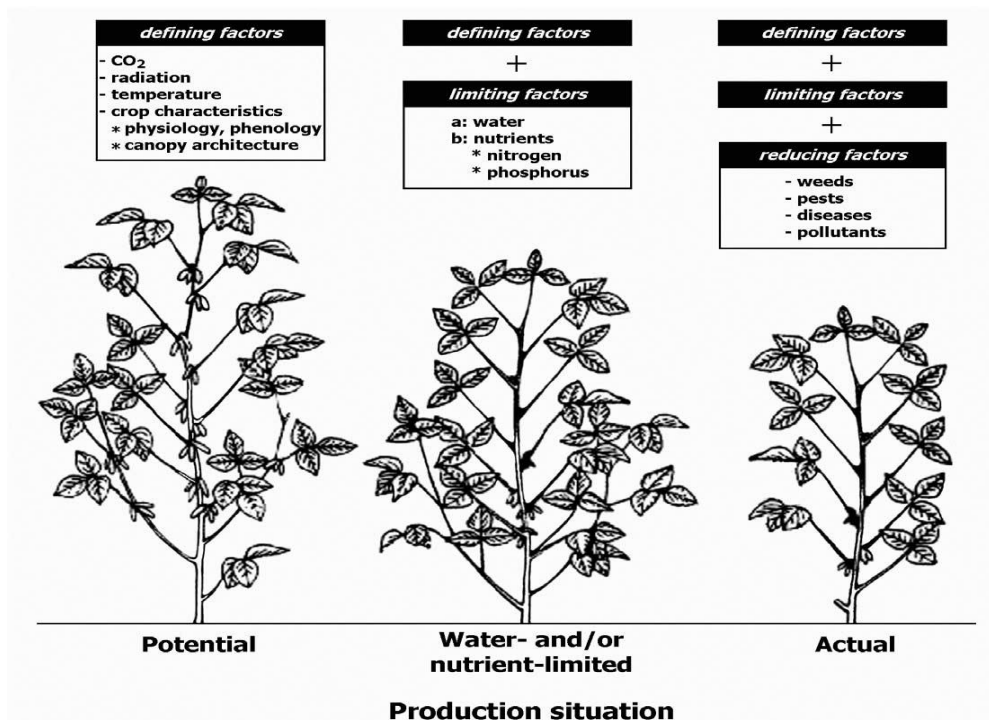 defining factors
- CO2
- radiation
- temperature
- crop characteristics
* physiology, phenology
* canopy architecture
defining factors
+
limiting factors
a: water
b: nutrients
* nitrogen
* phosphorus
defining factors
+
limiting factors
+
reducing factors
- weeds
- pests
- diseases
- pollutants
Potential
Water- and/or
nutrient-limited
Actual
Production situation